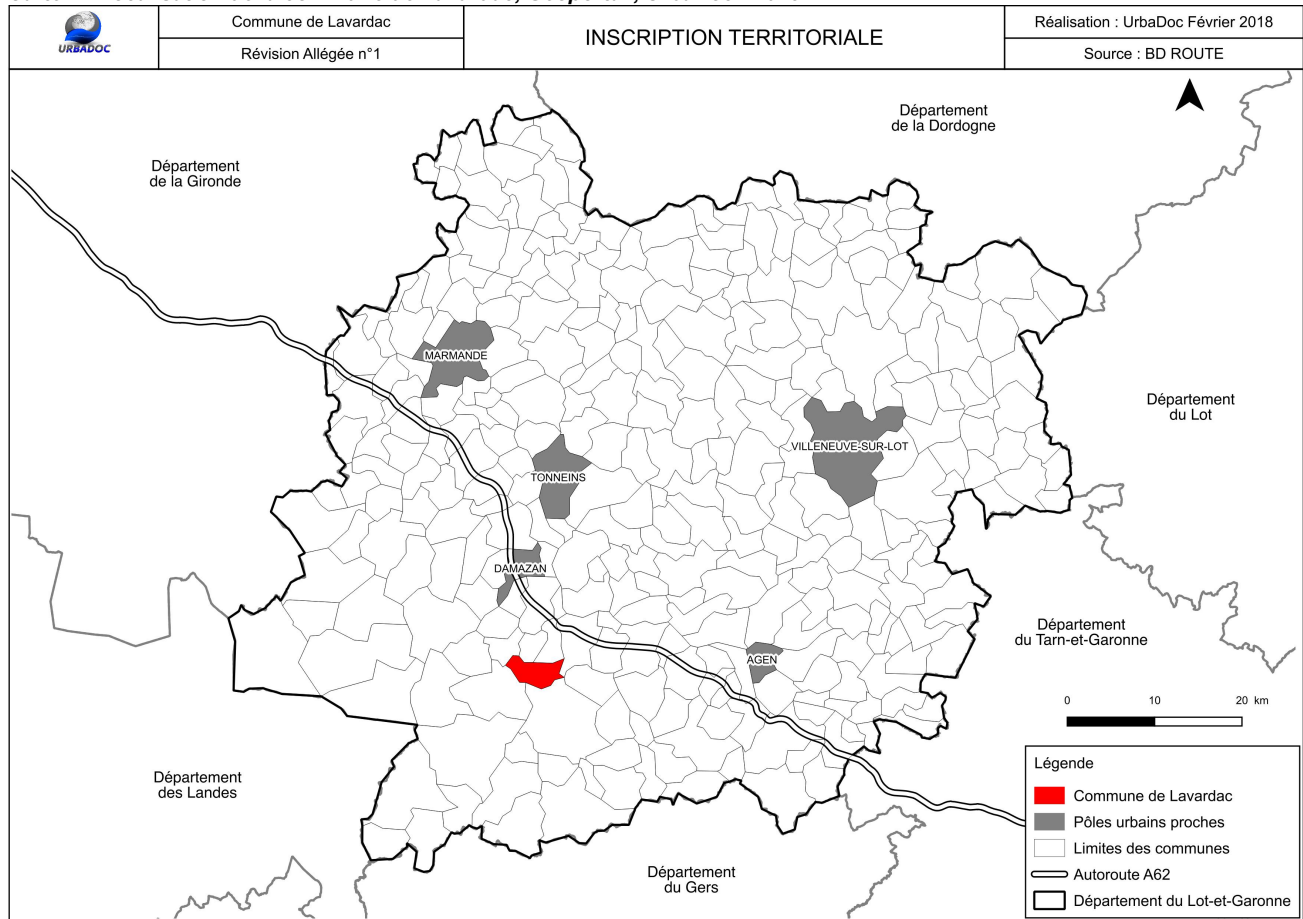 URBADOC
Commune de Lavardac
Révision Allégée n°1
INSCRIPTION TERRITORIALE
Réalisation : UrbaDoc Février 2018
Source : BD ROUTE
Département
de la Dordogne
Département
de la Gironde
MARMANDE
Département
du Lot
VILLENEUVE-SUR-LOT
TONNEINS
DAMAZAN
Département
du Tarn-et-Garonne
AGEN
0 10 20 km
Département
des Landes
Département
du Gers
Légende
Commune de Lavardac
Pôles urbains proches
Limites des communes
Autoroute A62
Département du Lot-et-Garonne